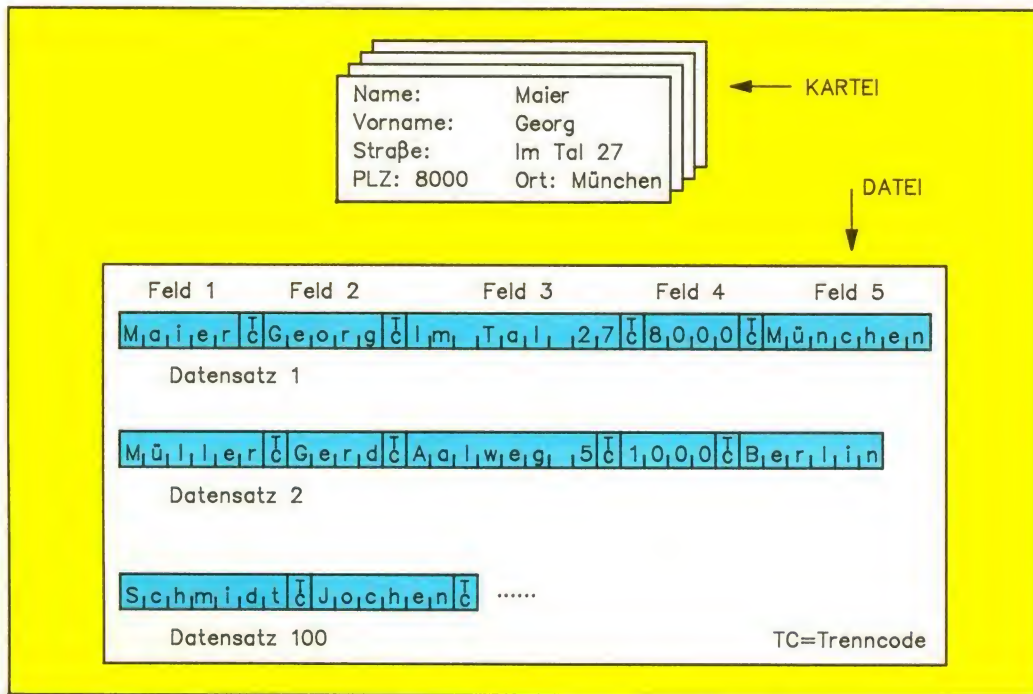 Name: Maier
KARTEI
Vorname: Georg
Straße: Im Tal 27
PLZ: 8000 Ort: München
DATEI
Feld 1 Feld 2 Feld 3 Feld 4 Feld 5
Maier TC Georg TC Im Tal 27 TC 8000 TC München
Datensatz 1
Müller TC Gerd TC Aalweg 5 TC 1000 TC Berlin
Datensatz 2
Schmidt TC Jochen TC ......
Datensatz 100 TC=Trenncode